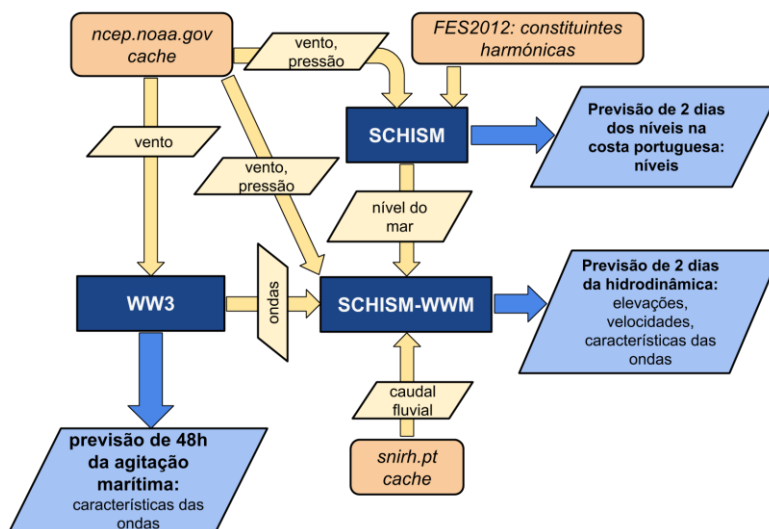 ncep.noaa.gov
cache
vento,
pressão
FES2012: constituintes
harmónicas
SCHISM
Previsão de 2 dias
dos níveis na
costa portuguesa:
níveis
vento
vento,
pressão
nível do
mar
WW3
ondas
SCHISM-WWM
Previsão de 2 dias
da hidrodinâmica:
elevações,
velocidades,
características das
ondas
caudal
fluvial
previsão de 48h
da agitação
marítima:
características das
ondas
snirh.pt
cache